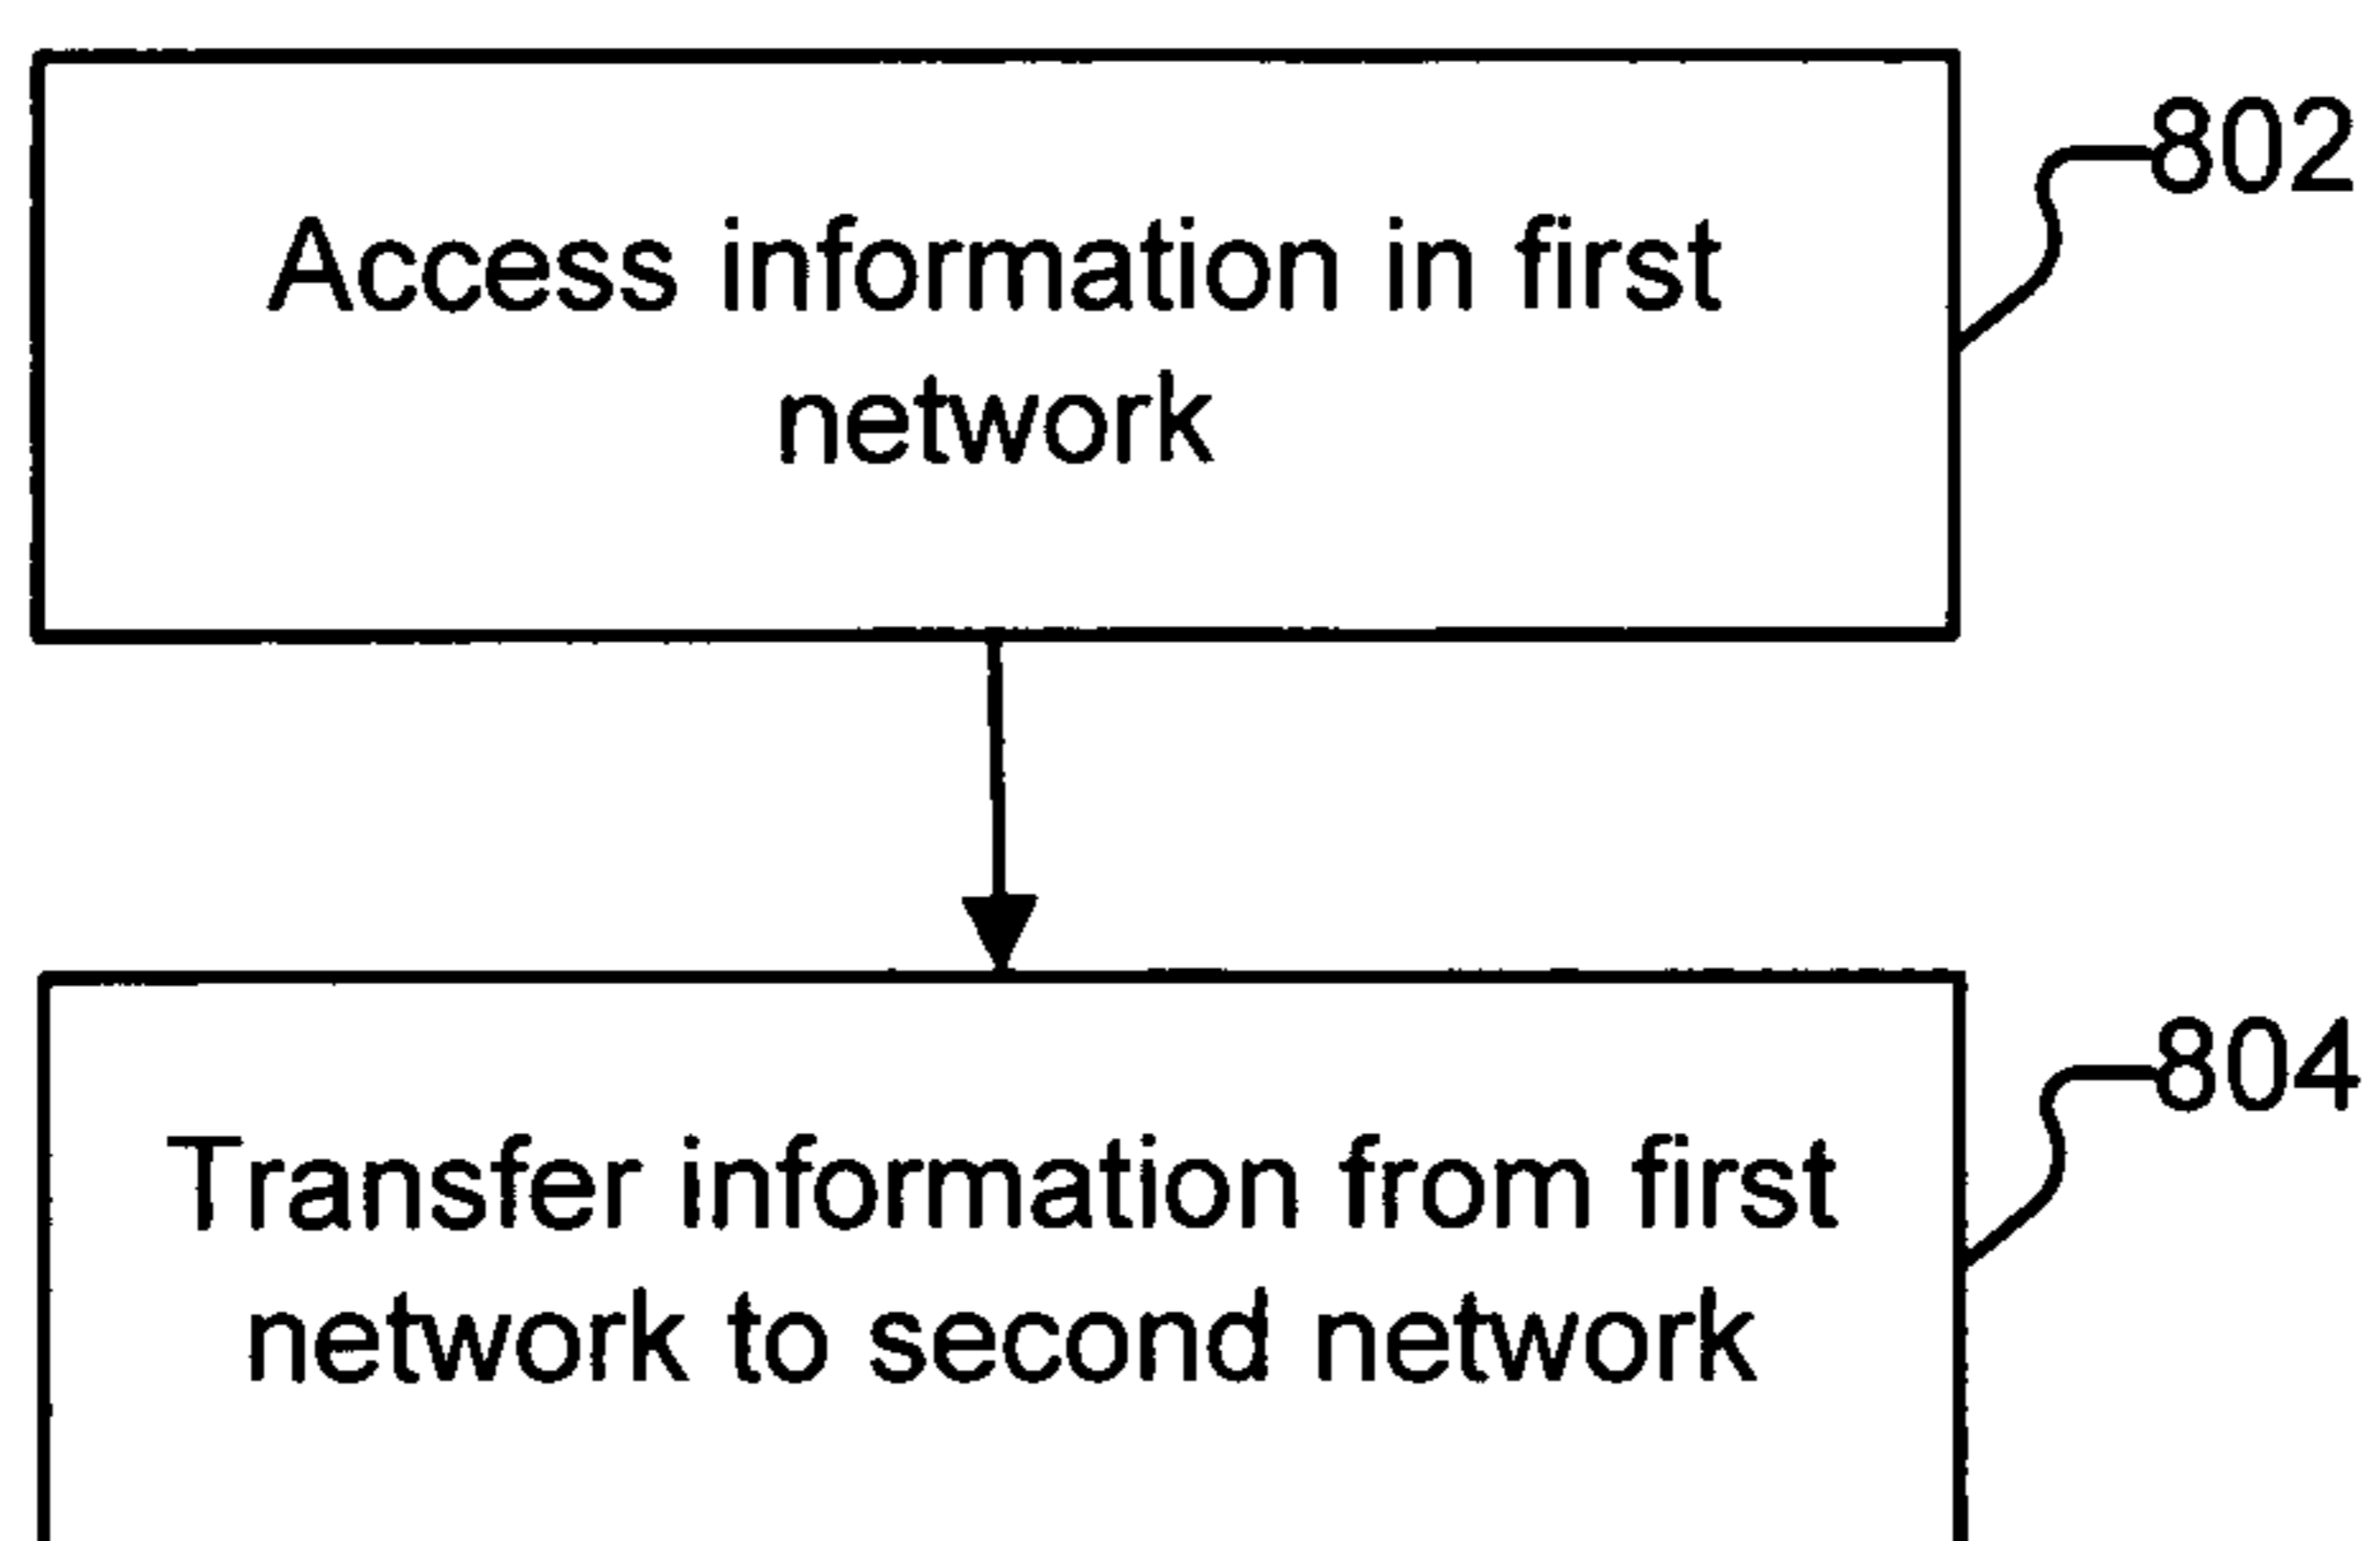 802
Access information in first
network
804
Transfer information from first
network to second network